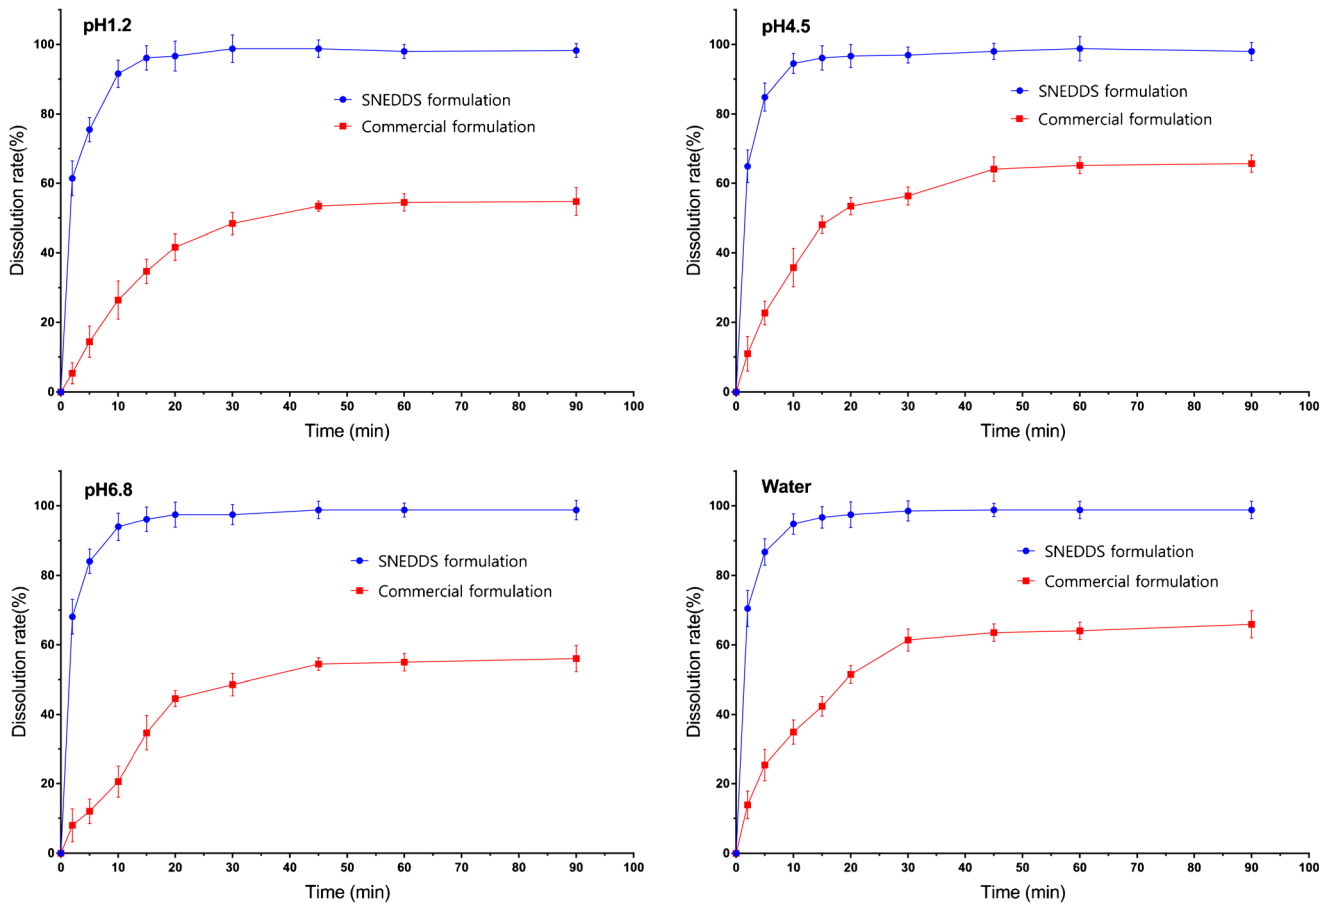 pH1.2
100
80
60
40
20
0
Dissolution rate(%)
SNEDDS formulation
Commercial formulation
0 10 20 30 40 50 60 70 80 90 100
Time (min)
pH4.5
100
80
60
40
20
0
Dissolution rate(%)
SNEDDS formulation
Commercial formulation
0 10 20 30 40 50 60 70 80 90 100
Time (min)
pH6.8
100
80
60
40
20
0
Dissolution rate(%)
SNEDDS formulation
Commercial formulation
0 10 20 30 40 50 60 70 80 90 100
Time (min)
Water
100
80
60
40
20
0
Dissolution rate(%)
SNEDDS formulation
Commercial formulation
0 10 20 30 40 50 60 70 80 90 100
Time (min)